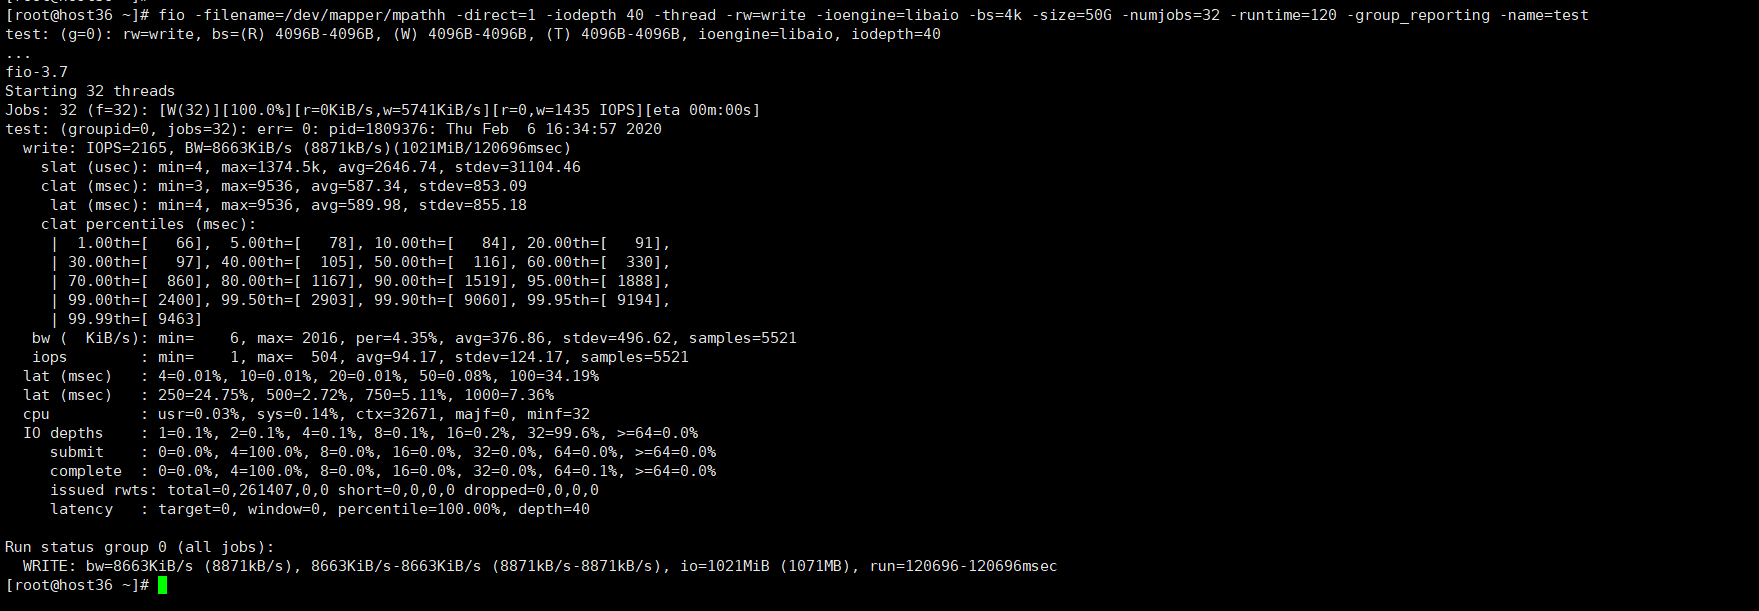 [root@host36 ~]# fio -filename=/dev/mapper/mpathh -direct=1 -iodepth 40 -thread -rw=write -ioengine=libaio -bs=4k -size=50G -numjobs=32 -runtime=120 -group_reporting -name=test
test: (g=0): rw=write, bs=(R) 4096B-4096B, (W) 4096B-4096B, (T) 4096B-4096B, ioengine=libaio, iodepth=40
...
fio-3.7
Starting 32 threads
Jobs: 32 (f=32): [W(32)][100.0%][r=0KiB/s,w=5741KiB/s][r=0,w=1435 IOPS][eta 00m:00s]
test: (groupid=0, jobs=32): err= 0: pid=1809376: Thu Feb  6 16:34:57 2020
  write: IOPS=2165, BW=8663KiB/s (8871kB/s)(1021MiB/120696msec)
    slat (usec): min=4, max=1374.5k, avg=2646.74, stdev=31104.46
    clat (msec): min=3, max=9536, avg=587.34, stdev=853.09
     lat (msec): min=4, max=9536, avg=589.98, stdev=855.18
    clat percentiles (msec):
     |  1.00th=[   66],  5.00th=[   78], 10.00th=[   84], 20.00th=[   91],
     | 30.00th=[   97], 40.00th=[  105], 50.00th=[  116], 60.00th=[  330],
     | 70.00th=[  860], 80.00th=[ 1167], 90.00th=[ 1519], 95.00th=[ 1888],
     | 99.00th=[ 2400], 99.50th=[ 2903], 99.90th=[ 9060], 99.95th=[ 9194],
     | 99.99th=[ 9463]
   bw (  KiB/s): min=    6, max= 2016, per=4.35%, avg=376.86, stdev=496.62, samples=5521
   iops        : min=    1, max=  504, avg=94.17, stdev=124.17, samples=5521
  lat (msec)   : 4=0.01%, 10=0.01%, 20=0.01%, 50=0.08%, 100=34.19%
  lat (msec)   : 250=24.75%, 500=2.72%, 750=5.11%, 1000=7.36%
  cpu          : usr=0.03%, sys=0.14%, ctx=32671, majf=0, minf=32
  IO depths    : 1=0.1%, 2=0.1%, 4=0.1%, 8=0.1%, 16=0.2%, 32=99.6%, >=64=0.0%
     submit    : 0=0.0%, 4=100.0%, 8=0.0%, 16=0.0%, 32=0.0%, 64=0.0%, >=64=0.0%
     complete  : 0=0.0%, 4=100.0%, 8=0.0%, 16=0.0%, 32=0.0%, 64=0.1%, >=64=0.0%
     issued rwts: total=0,261407,0,0 short=0,0,0,0 dropped=0,0,0,0
     latency   : target=0, window=0, percentile=100.00%, depth=40
Run status group 0 (all jobs):
  WRITE: bw=8663KiB/s (8871kB/s), 8663KiB/s-8663KiB/s (8871kB/s-8871kB/s), io=1021MiB (1071MB), run=120696-120696msec
[root@host36 ~]#